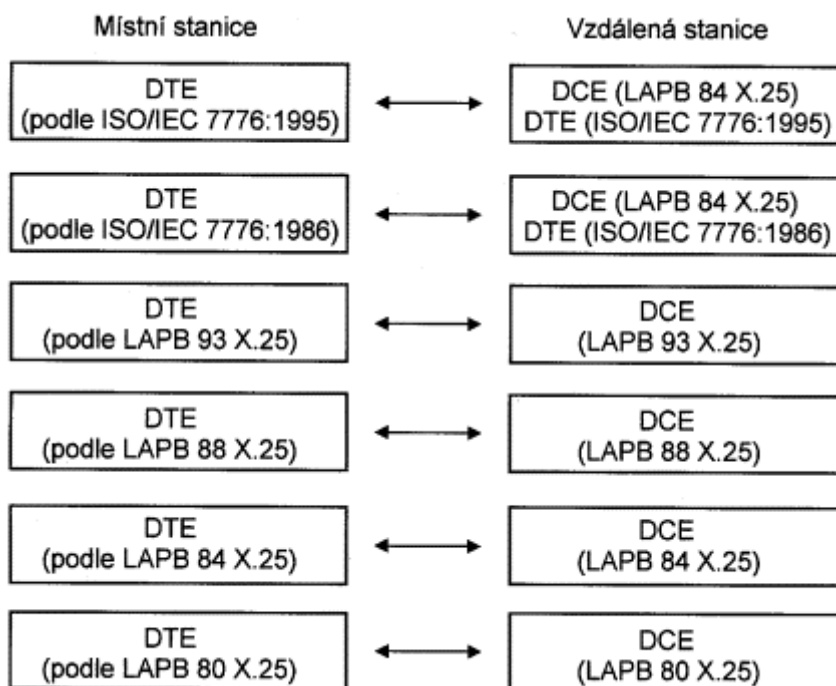 Místní stanice
Vzdálená stanice
DTE
(podle ISO/IEC 7776:1995)
DCE (LAPB 84 X.25)
DTE (ISO/IEC 7776:1995)
DTE
(podle ISO/IEC 7776:1986)
DCE (LAPB 84 X.25)
DTE (ISO/IEC 7776:1986)
DTE
(podle LAPB 93 X.25)
DCE
(LAPB 93 X.25)
DTE
(podle LAPB 88 X.25)
DCE
(LAPB 88 X.25)
DTE
(podle LAPB 84 X.25)
DCE
(LAPB 84 X.25)
DTE
(podle LAPB 80 X.25)
DCE
(LAPB 80 X.25)